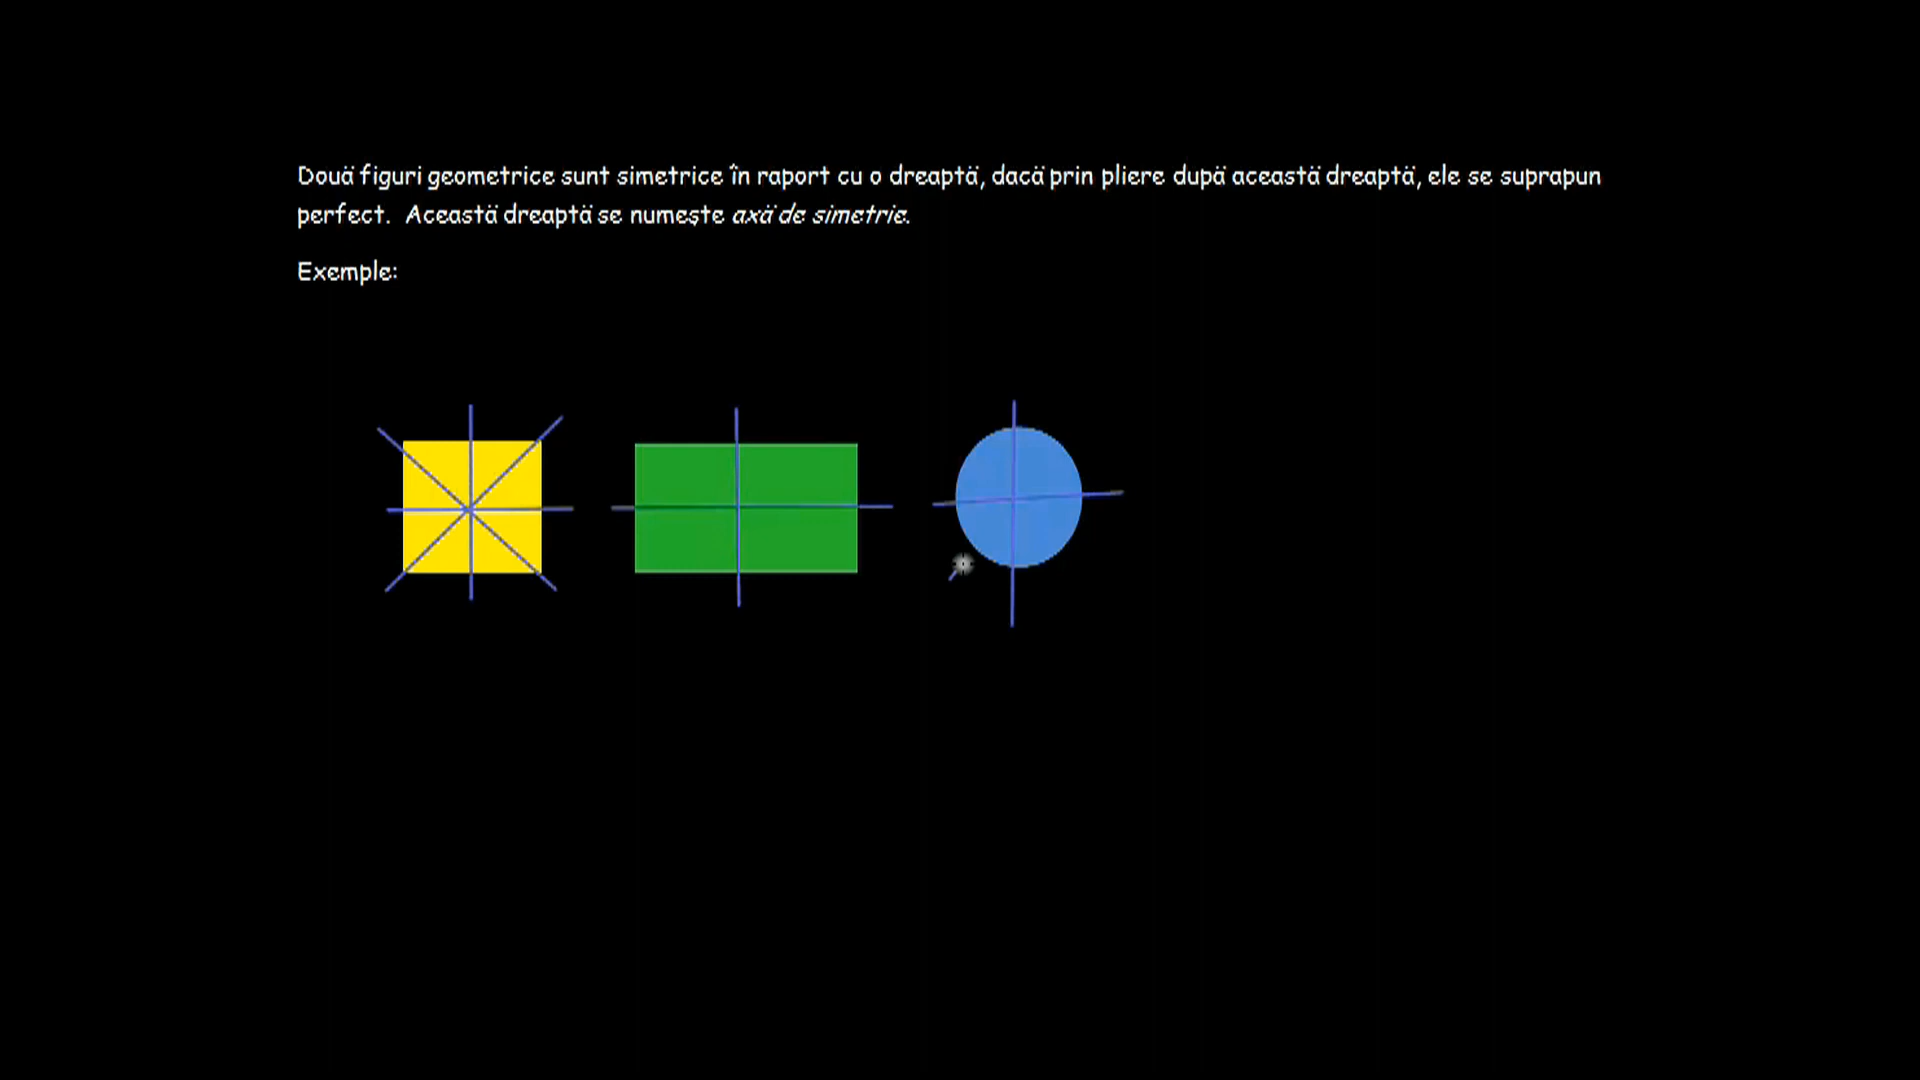 Două figuri geometrice sunt simetrice în raport cu o dreaptă, dacă prin pliere după această dreaptă, ele se suprapun
perfect. Această dreaptă se numește axă de simetrie.
Exemple: